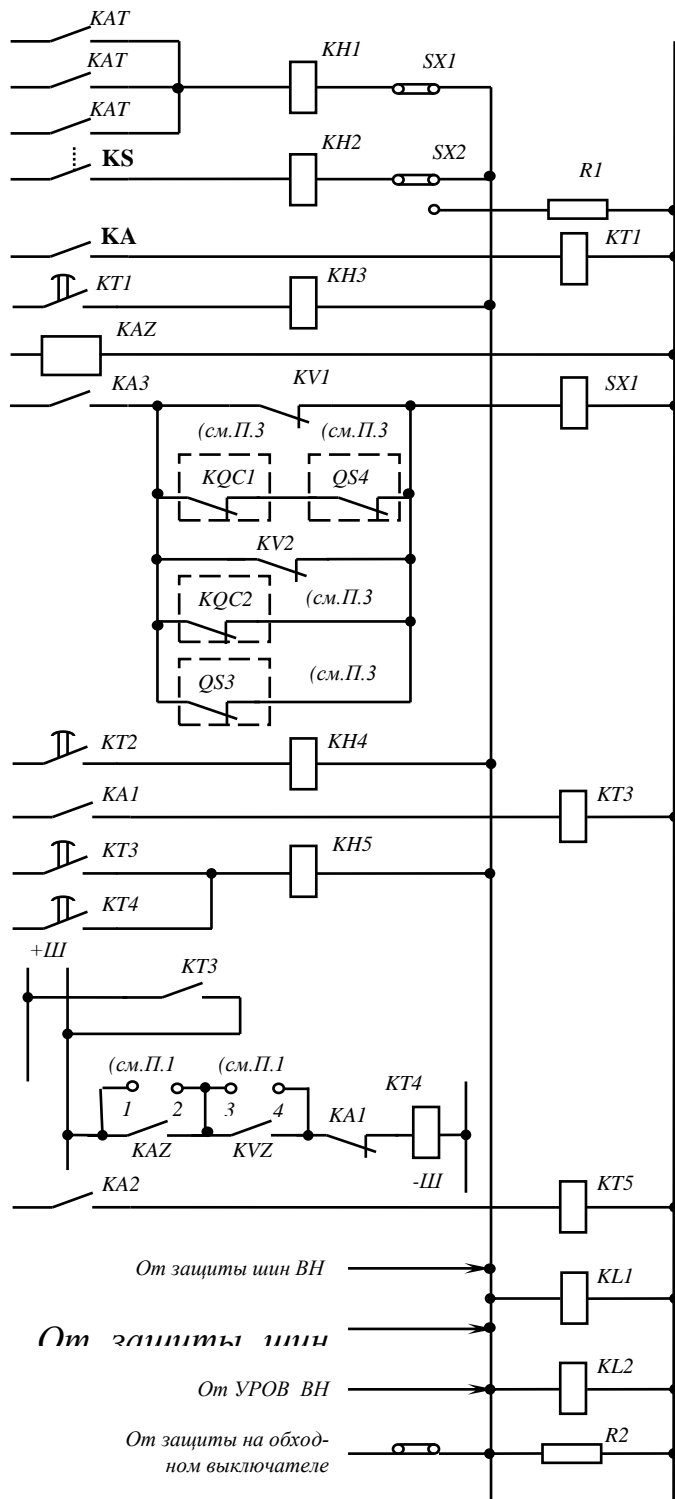 KAT
KH1
SX1
KAT
KAT
KS
KH2
SX2
R1
KA
KT1
KT1
KH3
KAZ
KA3
KV1
SX1
(см.П.3
(см.П.3
KQC1
QS4
KV2
KQC2
(см.П.3
QS3
(см.П.3
KT2
KH4
KA1
KT3
KT3
KH5
KT4
+Ш
KT3
(см.П.1
(см.П.1
KT4
1
2
3
4
KA1
KAZ
KVZ
-Ш
KA2
KT5
От защиты шин ВН
KL1
От защиты шин
От УРОВ ВН
KL2
От защиты на обход-
ном выключателе
R2